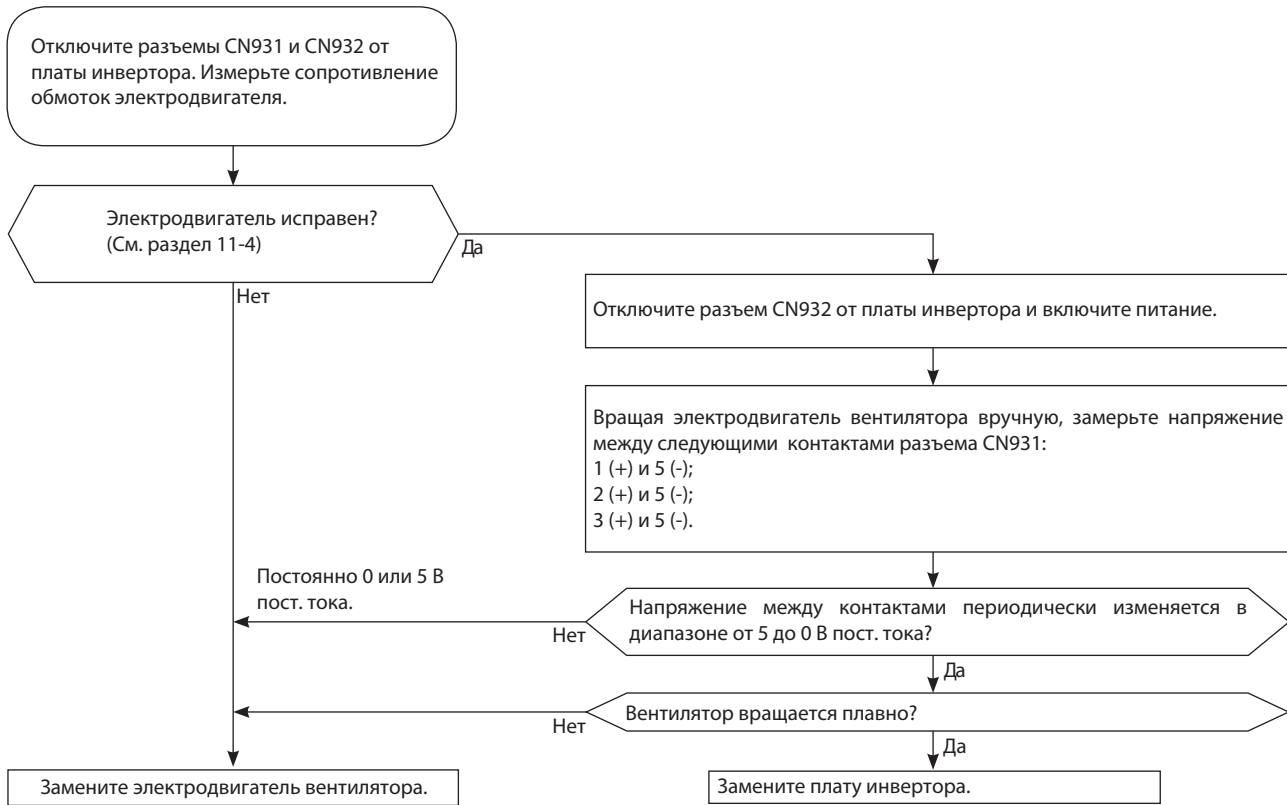 Отключите разъемы CN931 и CN932 от
платы инвертора. Измерьте сопротивление
обмоток электродвигателя.
Электродвигатель исправен?
(См. раздел 11-4)
Да
Нет
Отключите разъем CN932 от платы инвертора и включите питание.
Вращая электродвигатель вентилятора вручную, замерьте напряжение
между следующими контактами разъема CN931:
1 (+) и 5 (-);
2 (+) и 5 (-);
3 (+) и 5 (-).
Постоянно 0 или 5 В
пост. тока.
Напряжение между контактами периодически изменяется в
диапазоне от 5 до 0 В пост. тока?
Нет
Да
Вентилятор вращается плавно?
Нет
Да
Замените электродвигатель вентилятора.
Замените плату инвертора.